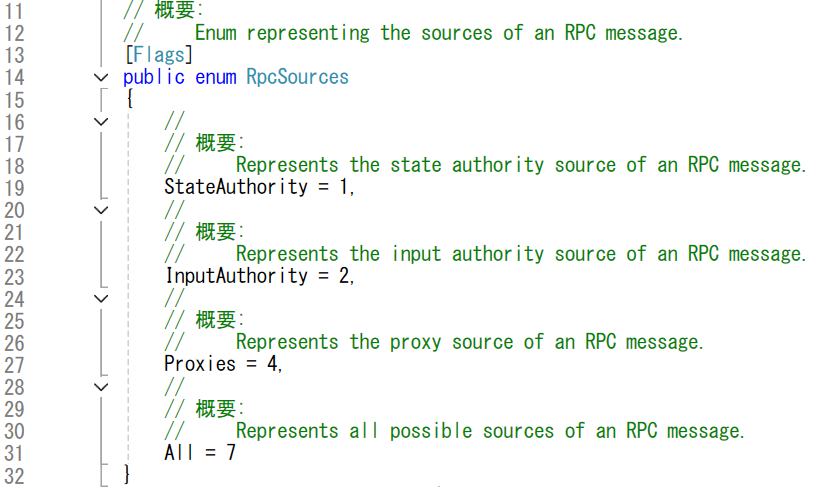 11 // 概要:
12 //     Enum representing the sources of an RPC message.
13 [Flags]
14 public enum RpcSources
15 {
16     //
17     // 概要:
18     //     Represents the state authority source of an RPC message.
19     StateAuthority = 1,
20     //
21     // 概要:
22     //     Represents the input authority source of an RPC message.
23     InputAuthority = 2,
24     //
25     // 概要:
26     //     Represents the proxy source of an RPC message.
27     Proxies = 4,
28     //
29     // 概要:
30     //     Represents all possible sources of an RPC message.
31     All = 7
32 }